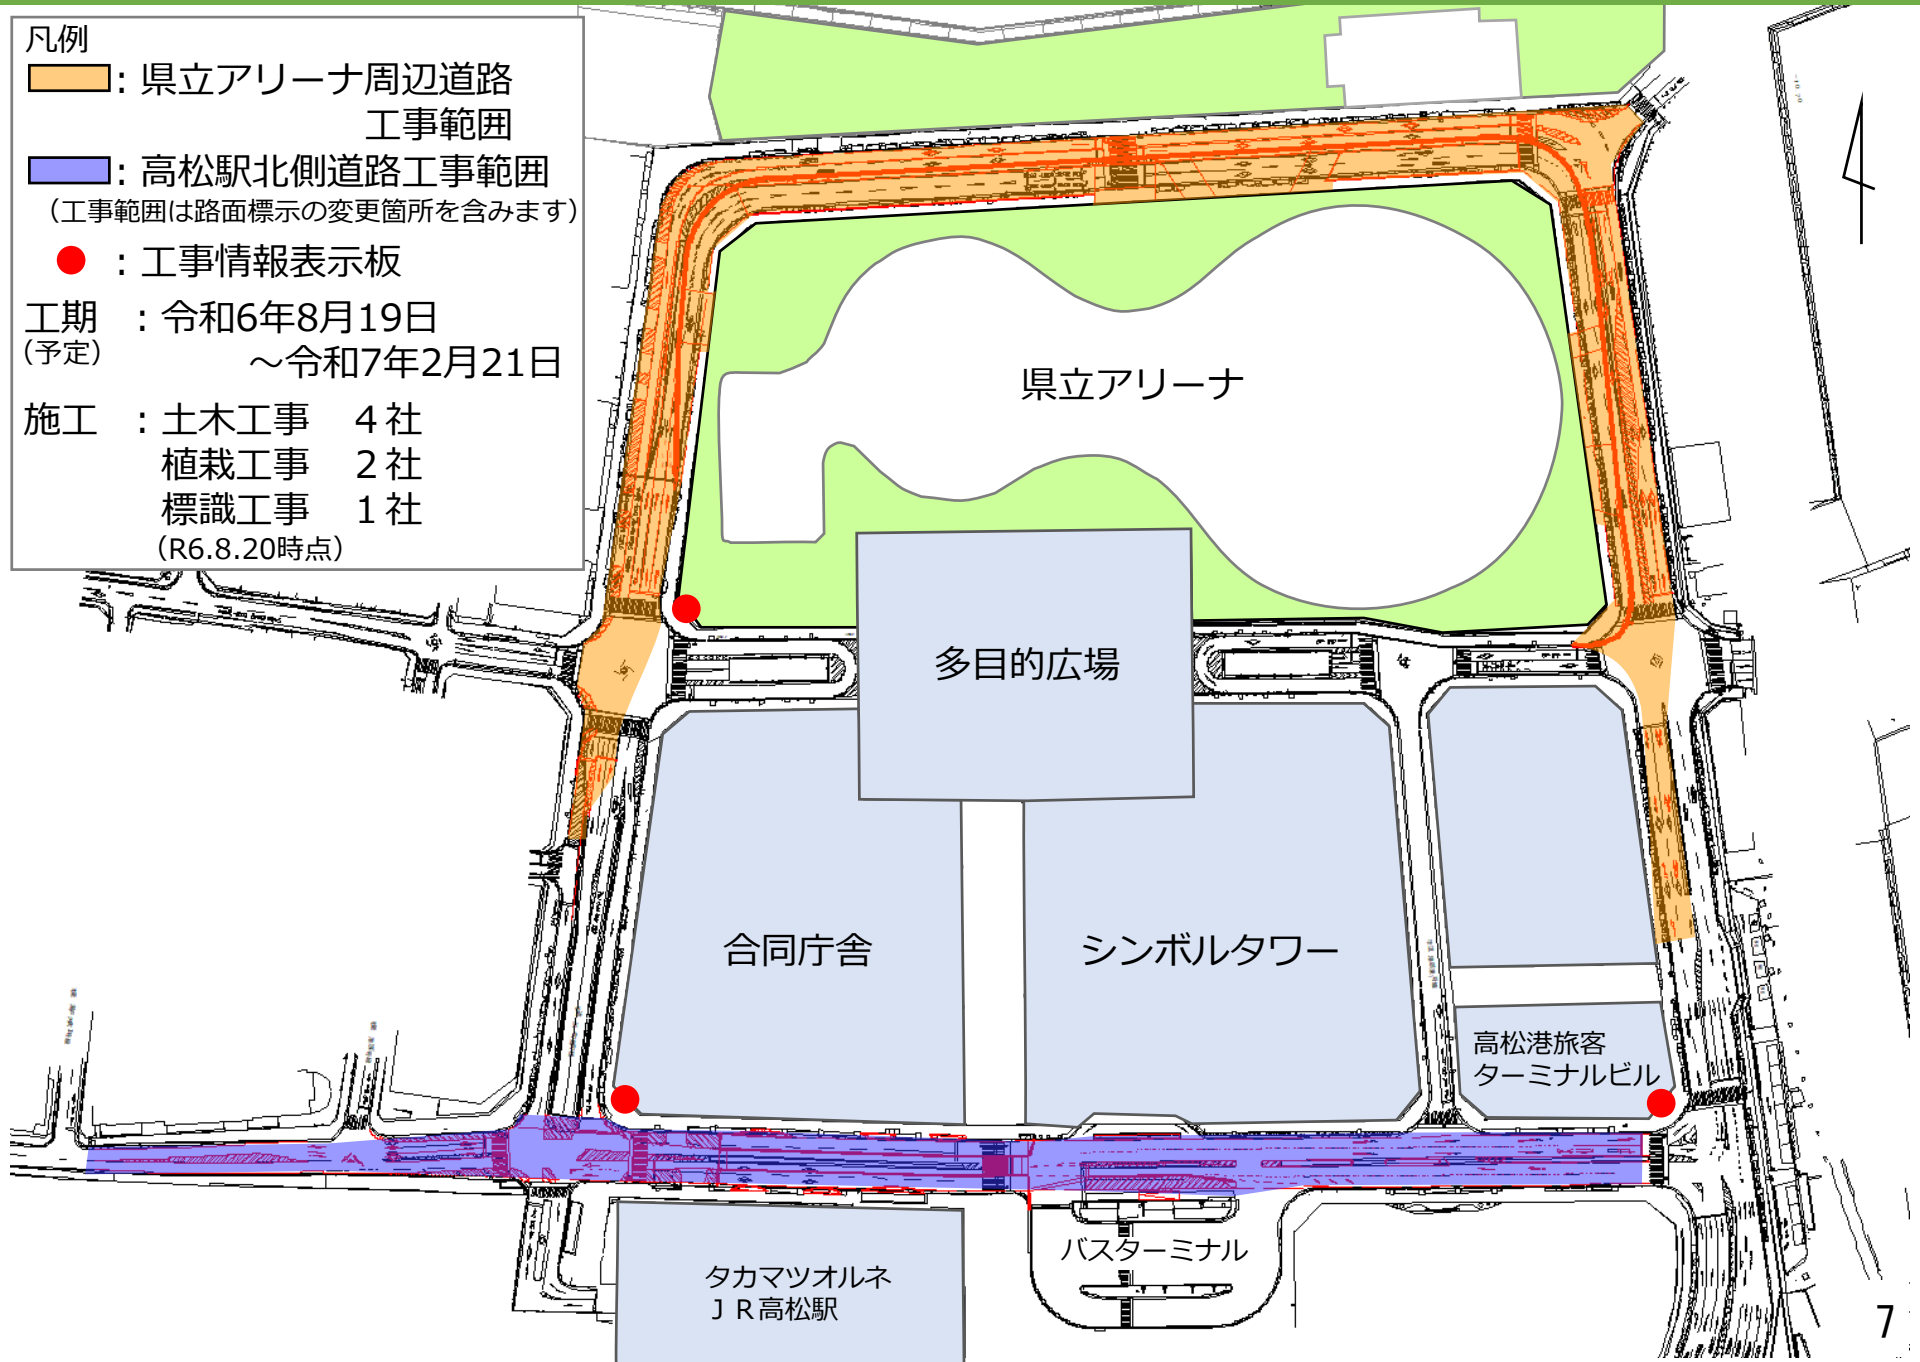 凡例
：県立アリーナ周辺道路
工事範囲
：高松駅北側道路工事範囲
（工事範囲は路面標示の変更箇所を含みます）
：工事情報表示板
工期　：令和6年8月19日
（予定）
～令和7年2月21日
施工　：土木工事　４社
植栽工事　２社
標識工事　１社
（R6.8.20時点）
県立アリーナ
多目的広場
合同庁舎
シンボルタワー
高松港旅客
ターミナルビル
バスターミナル
タカマツオルネ
ＪＲ高松駅
7